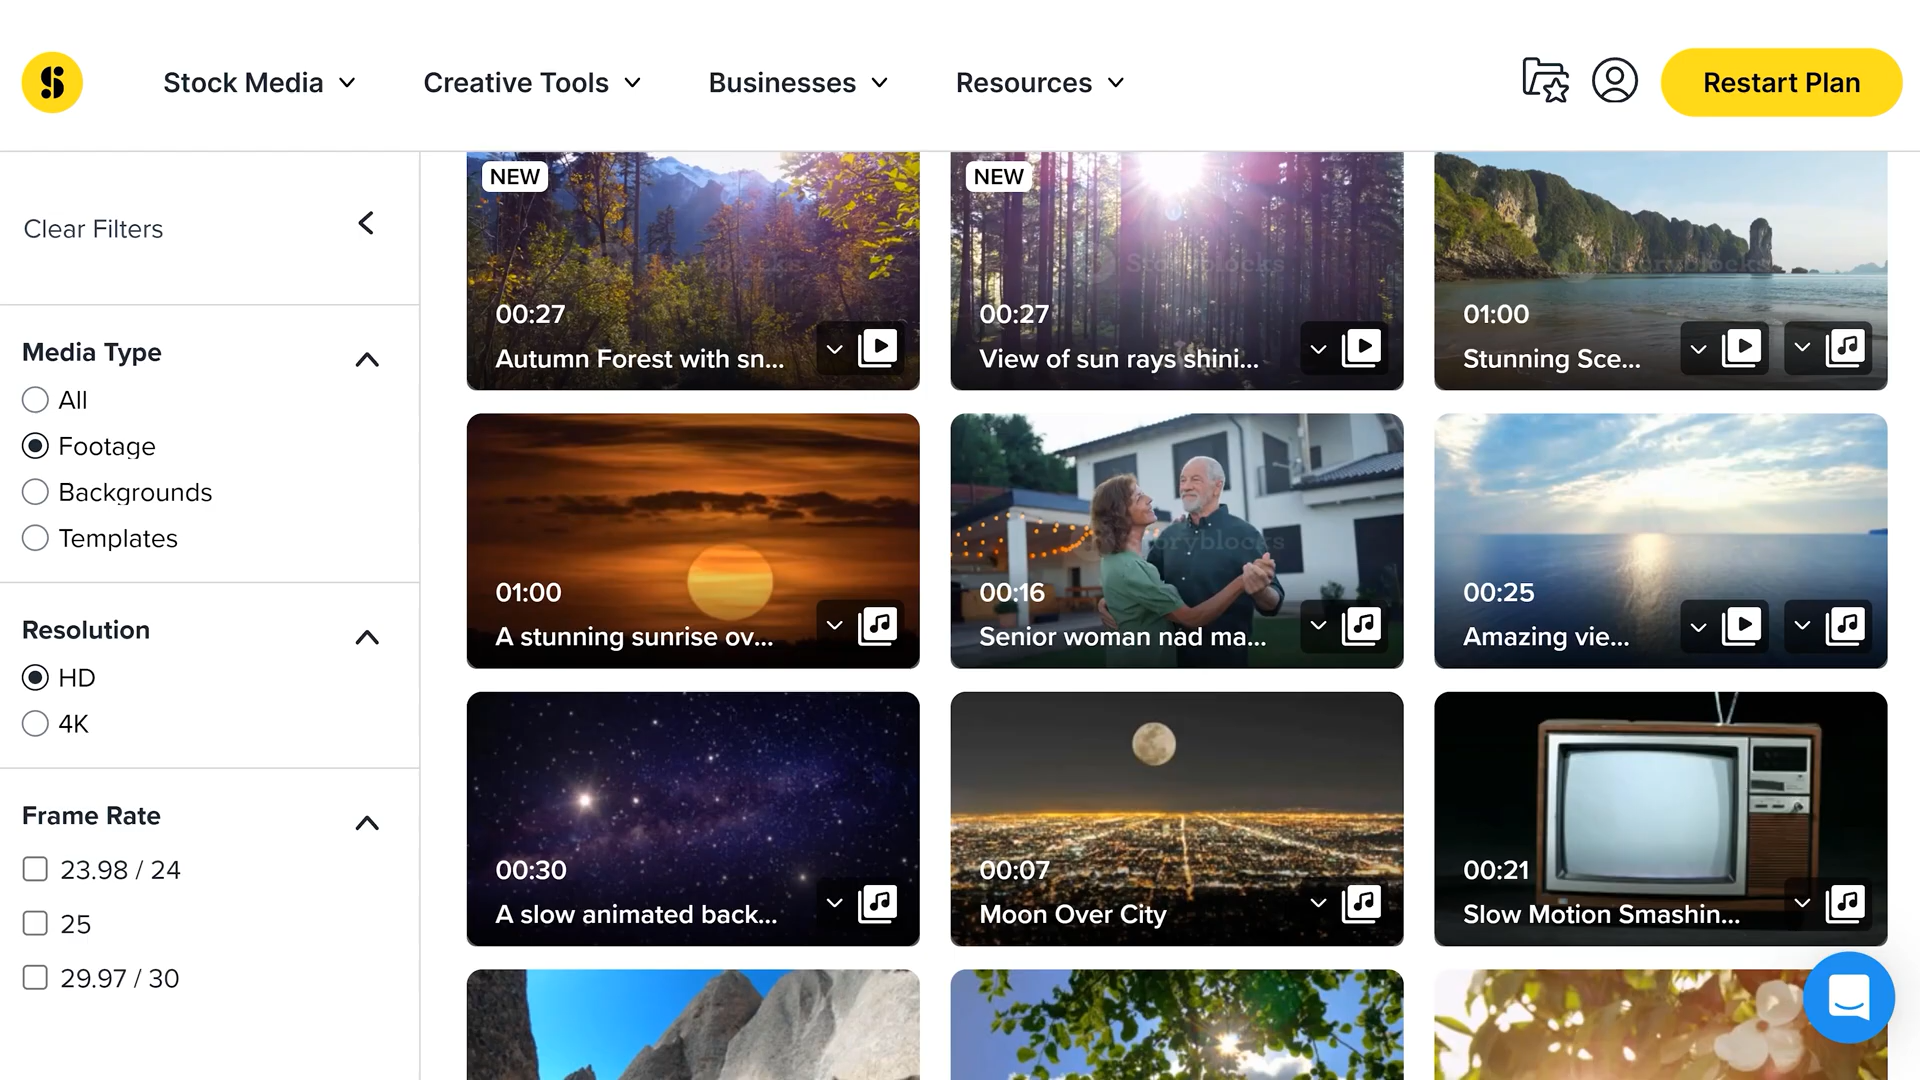 Stock Media
Creative Tools
Businesses
Resources
Restart Plan
Clear Filters
Media Type
All
Footage
Backgrounds
Templates
Resolution
HD
4K
Frame Rate
23.98 / 24
25
29.97 / 30
NEW
00:27
Autumn Forest with sn...
NEW
Storyblocks
00:27
View of sun rays shini...
Storyblocks
01:00
Stunning Sce...
01:00
A stunning sunrise ov...
Storyblocks
00:16
Senior woman nad ma...
00:25
Amazing vie...
00:30
A slow animated back...
00:07
Moon Over City
00:21
Slow Motion Smashin...